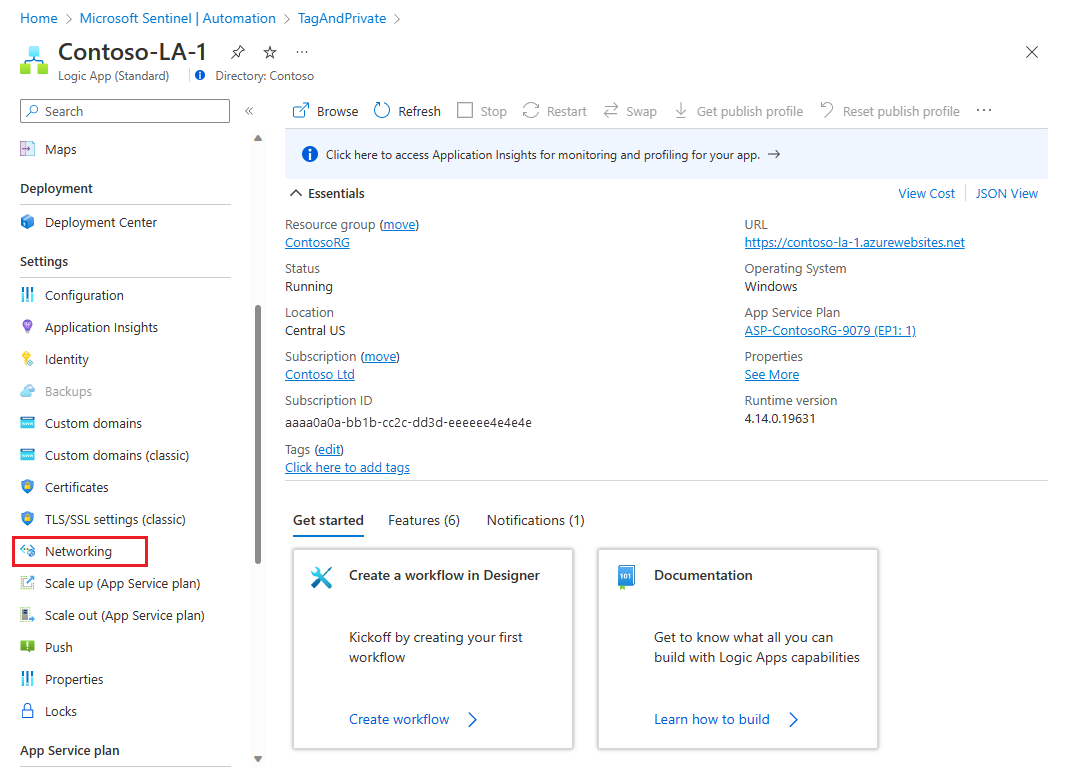 Home > Microsoft Sentinel | Automation > TagAndPrivate >
Contoso-LA-1 ...
Logic App (Standard) Directory: Contoso
Search «
Maps
Deployment
Deployment Center
Settings
Configuration
Application Insights
Identity
Backups
Custom domains
Custom domains (classic)
Certificates
TLS/SSL settings (classic)
Networking
Scale up (App Service plan)
Scale out (App Service plan)
Push
Properties
Locks
App Service plan
Browse Refresh Stop Restart Swap Get publish profile Reset publish profile ...
Click here to access Application Insights for monitoring and profiling for your app. →
Essentials
View Cost JSON View
Resource group (move)
ContosoRG
Status
Running
Location
Central US
Subscription (move)
Contoso Ltd
Subscription ID
aaaa0a0a-bb1b-cc2c-dd3d-eeeeee4e4e4e
Tags (edit)
Click here to add tags
URL
https://contoso-la-1.azurewebsites.net
Operating System
Windows
App Service Plan
ASP-ContosoRG-9079 (EP1: 1)
Properties
See More
Runtime version
4.14.0.19631
Get started Features (6) Notifications (1)
Create a workflow in Designer
Kickoff by creating your first
workflow
Create workflow
101
Documentation
Get to know what all you can
build with Logic Apps capabilities
Learn how to build